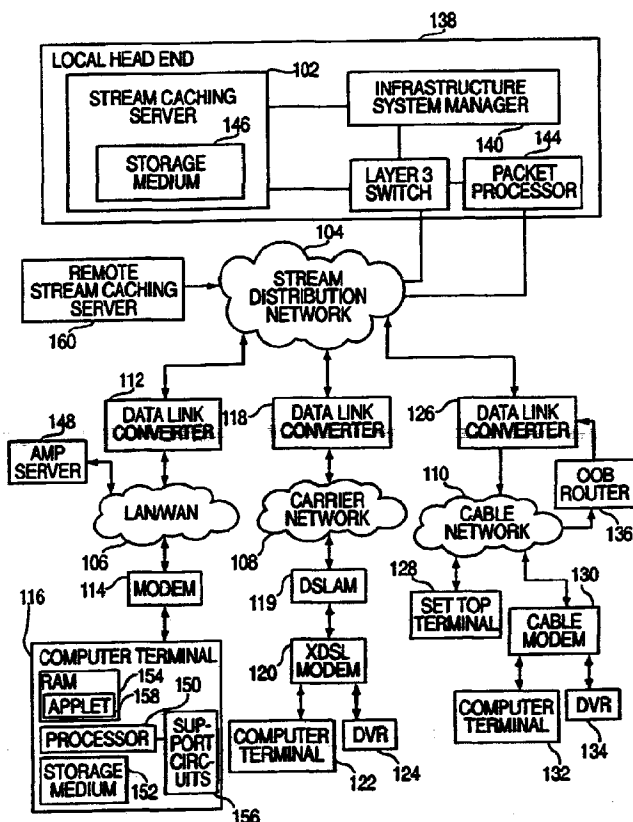 138
LOCAL HEAD END
102
STREAM CACHING
SERVER
146
STORAGE
MEDIUM
INFRASTRUCTURE
SYSTEM MANAGER
140
144
LAYER 3
SWITCH
PACKET
PROCESSOR
104
STREAM
DISTRIBUTION
NETWORK
REMOTE
STREAM CACHING
SERVER
160
112
DATA LINK
CONVERTER
118
DATA LINK
CONVERTER
126
DATA LINK
CONVERTER
148
AMP
SERVER
LAN/WAN
106
CARRIER
NETWORK
108
110
CABLE
NETWORK
OOB
ROUTER
136
114
MODEM
119
DSLAM
128
SET TOP
TERMINAL
130
CABLE
MODEM
116
COMPUTER TERMINAL
RAM
154
APPLET
158
150
PROCESSOR
STORAGE
MEDIUM
152
SUP-
PORT
CIRC-
UITS
156
120
XDSL
MODEM
COMPUTER
TERMINAL
122
DVR
124
COMPUTER
TERMINAL
132
DVR
134